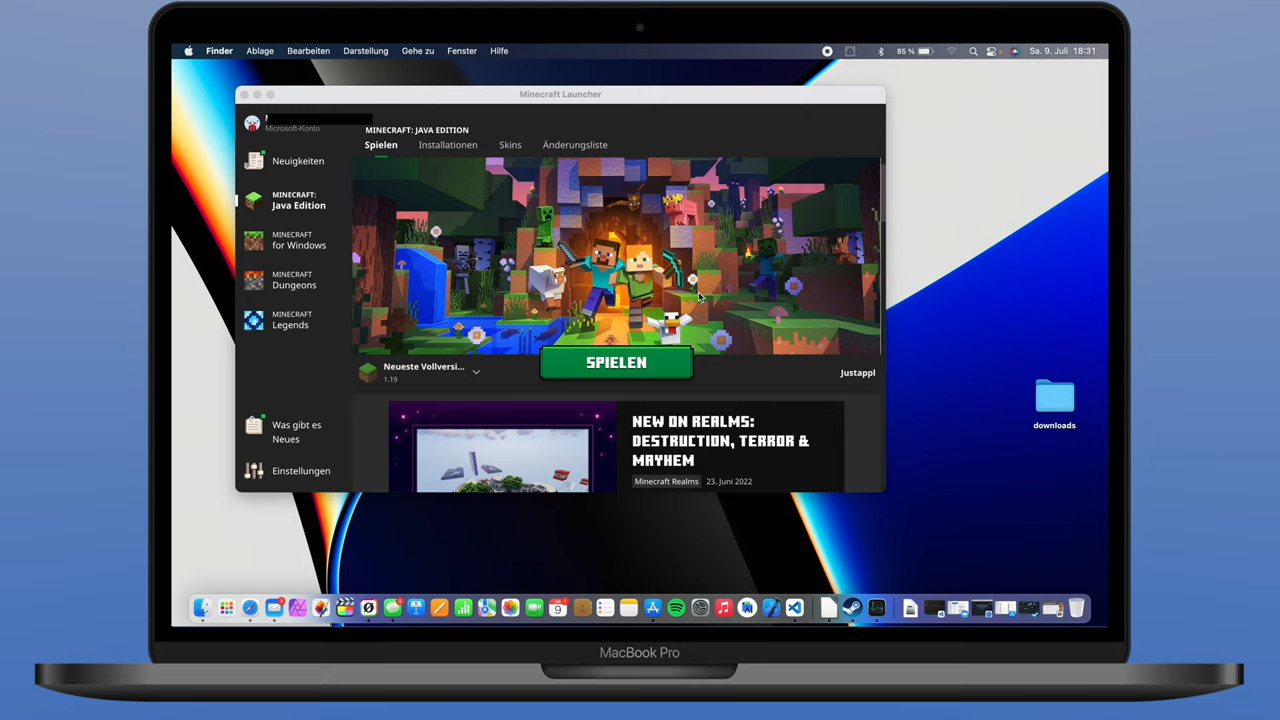 Finder Ablage Bearbeiten Darstellung Gehe zu Fenster Hilfe 85 % Sa. 9. Juli 18:31
Minecraft Launcher
Microsoft-Konto
MINECRAFT: JAVA EDITION
Spielen Installationen Skins Änderungsliste
Neuigkeiten
MINECRAFT:
Java Edition
MINECRAFT
for Windows
MINECRAFT
Dungeons
MINECRAFT
Legends
Was gibt es
Neues
Einstellungen
SPIELEN
Neueste Vollversi...
1.19
Justappl
NEW ON REALMS:
DESTRUCTION, TERROR &
MAYHEM
Minecraft Realms 23. Juni 2022
downloads
MacBook Pro